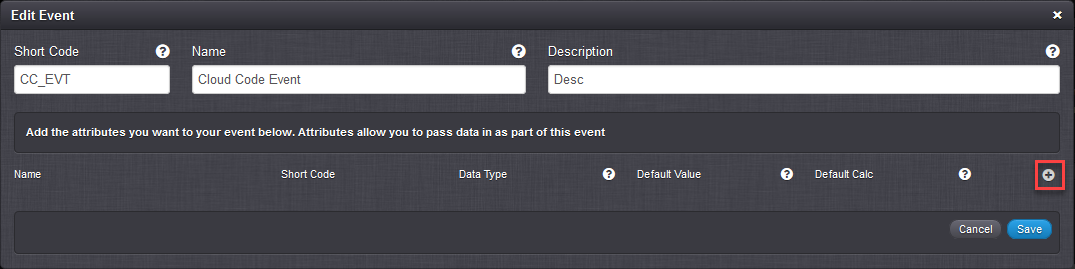 Edit Event
Short Code Name Description
CC_EVT Cloud Code Event Desc
Add the attributes you want to your event below. Attributes allow you to pass data in as part of this event
Name Short Code Data Type Default Value Default Calc
Cancel Save